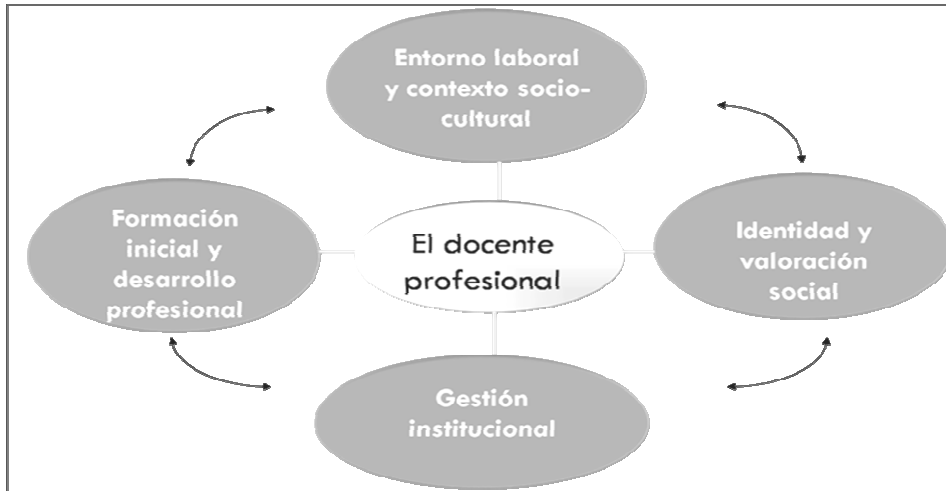 Entorno laboral
y contexto socio-
cultural
Formación
inicial y
desarrollo
profesional
El docente
profesional
Identidad y
valoración
social
Gestión
institucional